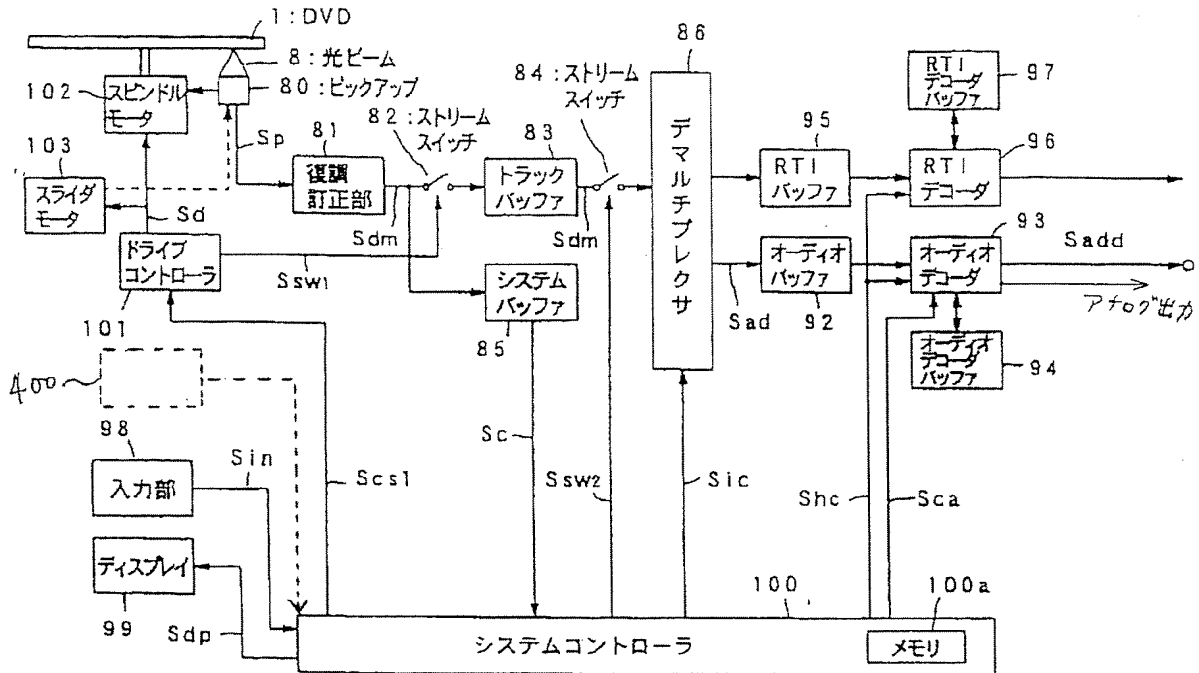 1：DVD
8：光ビーム
80：ピックアップ
102
スピンドル
モータ
103
スライダ
モータ
Sp
Sd
81
復調
訂正部
Sdm
82：ストリーム
スイッチ
83
トラック
バッファ
Sdm
84：ストリーム
スイッチ
86
デマルチプレクサ
95
RTI
バッファ
97
RTI
デコーダ
バッファ
96
RTI
デコーダ
ドライブ
コントローラ
101
Ssw1
システム
バッファ
85
オーディオ
バッファ
92
Sad
93
オーディオ
デコーダ
Sadd
アナログ出力
オーディオ
デコーダ
バッファ
94
400
98
入力部
Sin
Scs1
Sc
Ssw2
Sic
Shc
Sca
ディスプレイ
99
Sdp
100
システムコントローラ
100a
メモリ